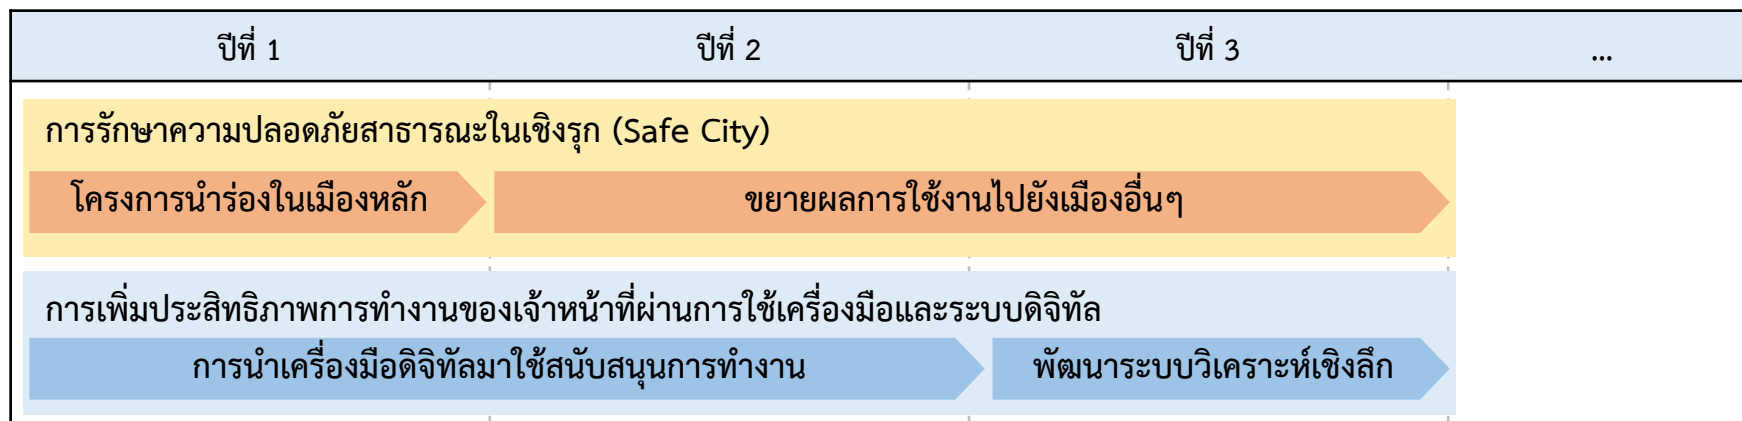 ปีที่ 1 ปีที่ 2 ปีที่ 3 ...
การรักษาความปลอดภัยสาธารณะในเชิงรุก (Safe City)
โครงการนำร่องในเมืองหลัก ขยายผลการใช้งานไปยังเมืองอื่นๆ
การเพิ่มประสิทธิภาพการทำงานของเจ้าหน้าที่ผ่านการใช้เครื่องมือและระบบดิจิทัล
การนำเครื่องมือดิจิทัลมาใช้สนับสนุนการทำงาน พัฒนาระบบวิเคราะห์เชิงลึก